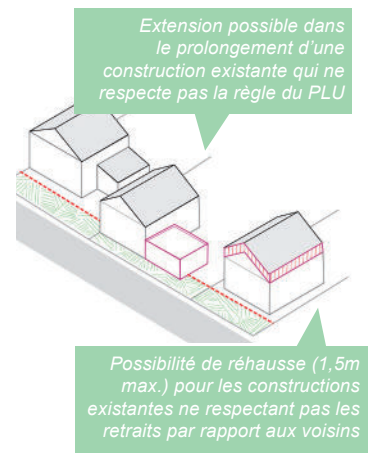 Extension possible dans
le prolongement d'une
construction existante qui ne
respecte pas la règle du PLU
Possibilité de réhausse (1,5m
max.) pour les constructions
existantes ne respectant pas les
retraits par rapport aux voisins